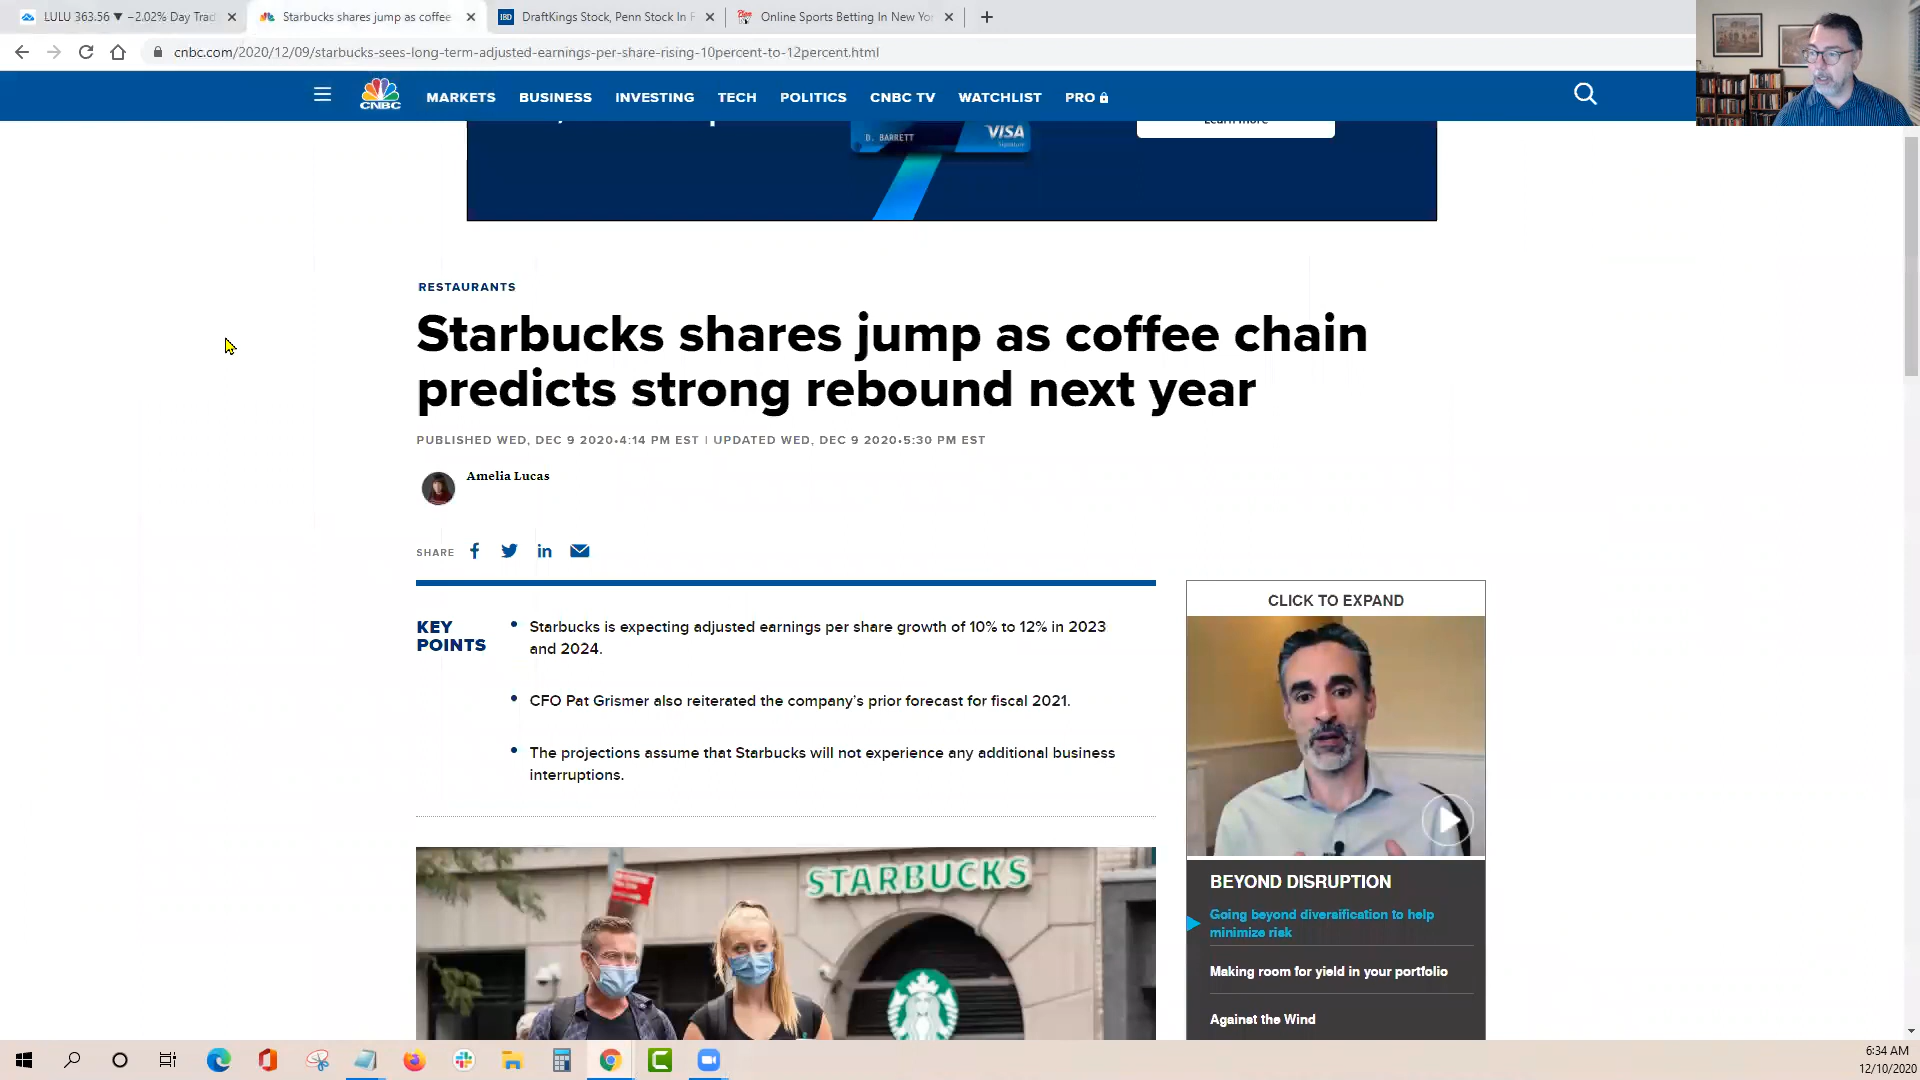 LULU 363.56 ▼ −2.02% Day Trad
Starbucks shares jump as coffee
IBD
DraftKings Stock, Penn Stock In F
Online Sports Betting In New Yor
cnbc.com/2020/12/09/starbucks-sees-long-term-adjusted-earnings-per-share-rising-10percent-to-12percent.html
CNBC
MARKETS BUSINESS INVESTING TECH POLITICS CNBC TV WATCHLIST PRO
D. BARRETT
VISA
Signature
Learn more
RESTAURANTS
Starbucks shares jump as coffee chain
predicts strong rebound next year
PUBLISHED WED, DEC 9 2020•4:14 PM EST | UPDATED WED, DEC 9 2020•5:30 PM EST
Amelia Lucas
SHARE
KEY
POINTS
Starbucks is expecting adjusted earnings per share growth of 10% to 12% in 2023
and 2024.
CFO Pat Grismer also reiterated the company’s prior forecast for fiscal 2021.
The projections assume that Starbucks will not experience any additional business
interruptions.
STARBUCKS
CLICK TO EXPAND
BEYOND DISRUPTION
Going beyond diversification to help
minimize risk
Making room for yield in your portfolio
Against the Wind
6:34 AM
12/10/2020